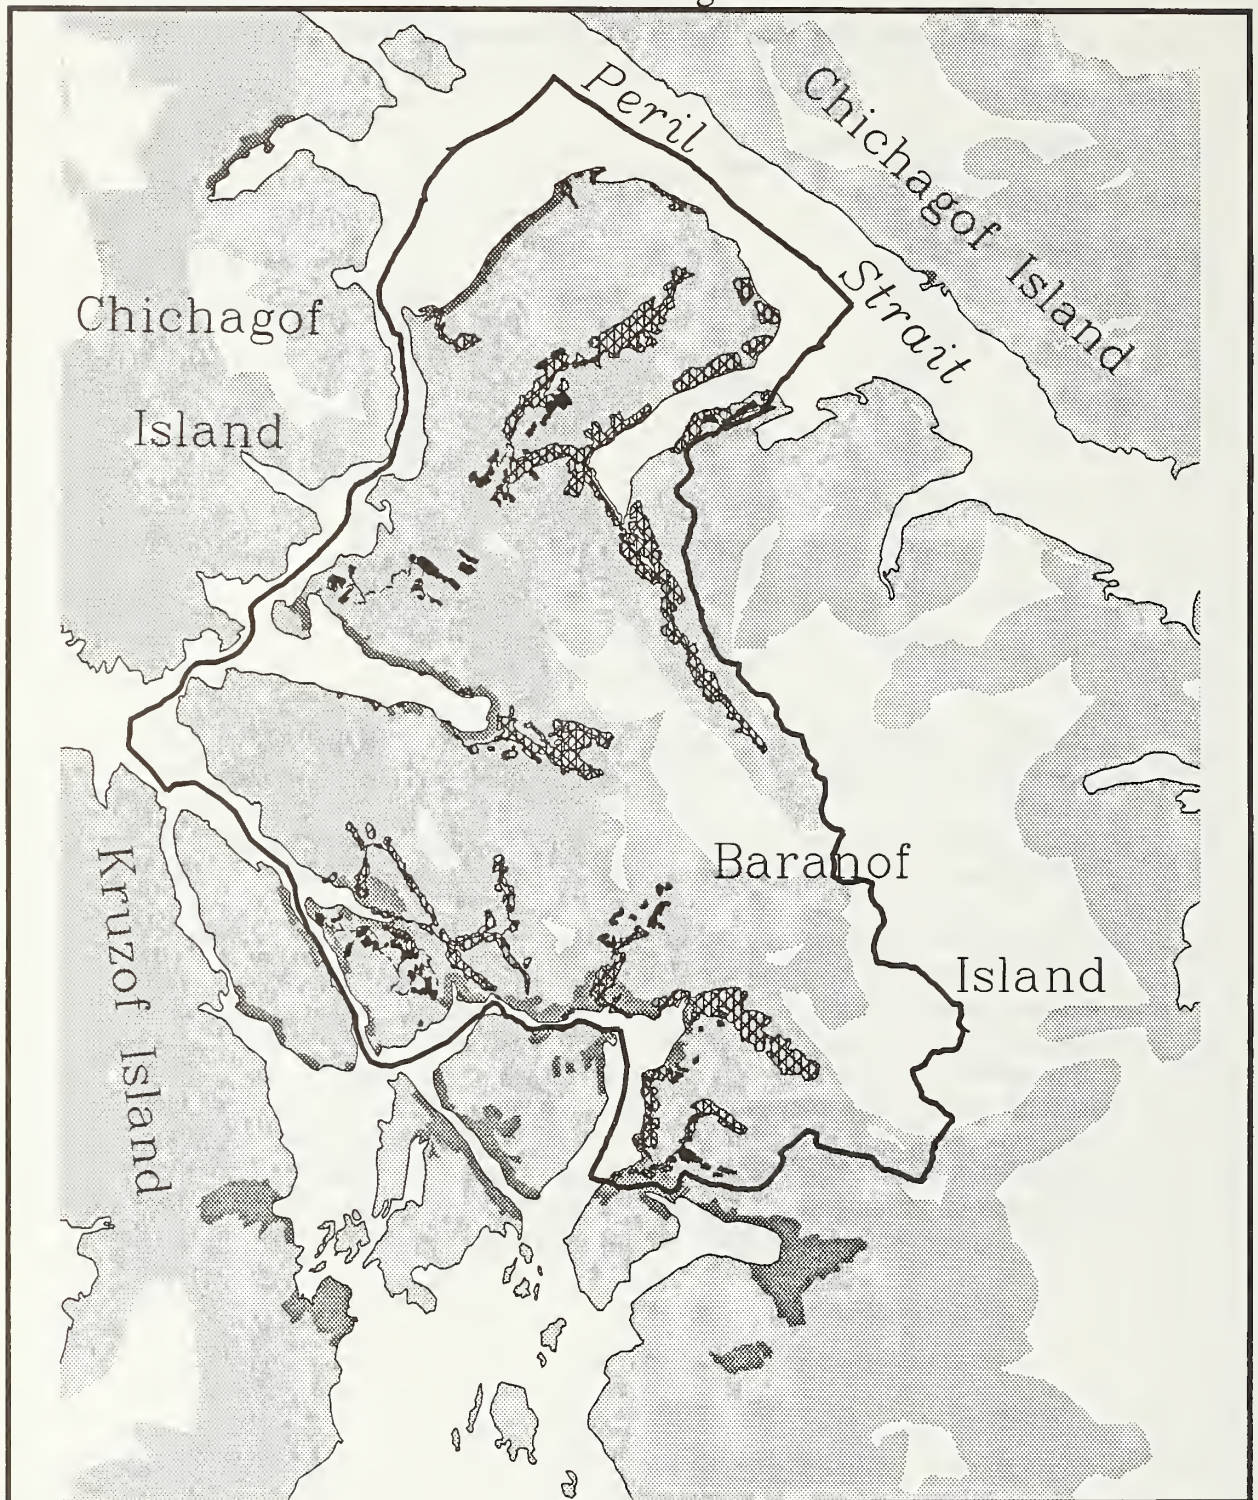 Peril
Strait
Chichagof Island
Chichagof
Island
Baranof
Island
Kruzof Island